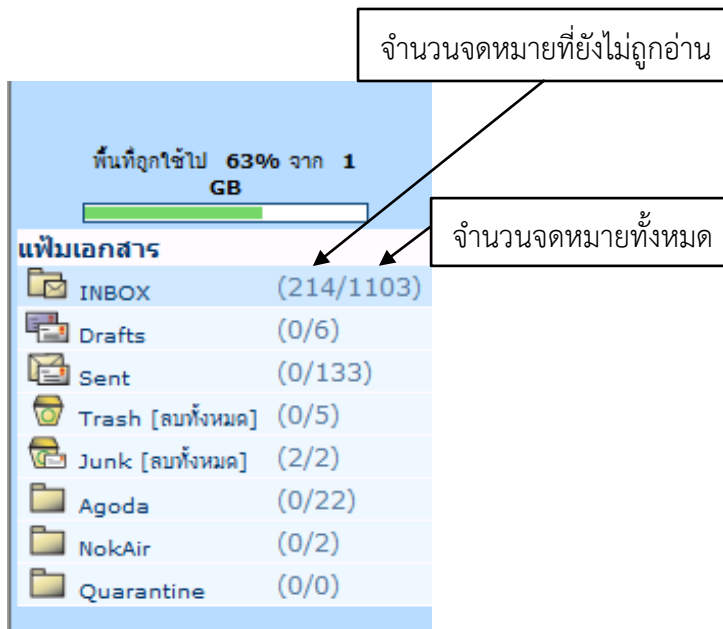 จำนวนจดหมายที่ยังไม่ถูกอ่าน
พื้นที่ถูกใช้ไป 63% จาก 1
GB
จำนวนจดหมายทั้งหมด
แฟ้มเอกสาร
INBOX (214/1103)
Drafts (0/6)
Sent (0/133)
Trash [ลบทั้งหมด] (0/5)
Junk [ลบทั้งหมด] (2/2)
Agoda (0/22)
NokAir (0/2)
Quarantine (0/0)